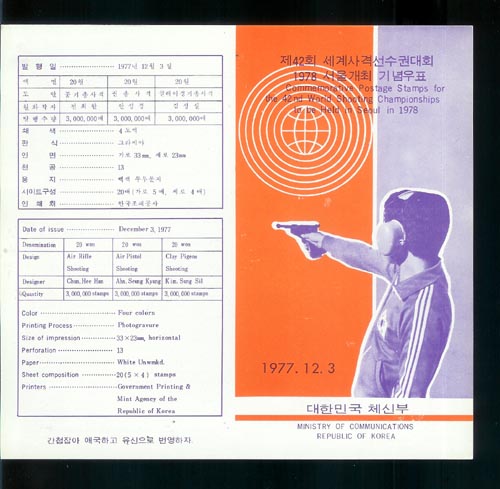 발 행 일 ·················· 1977년 12월 3일
액 면 20원 20원 20원
도 안 공기총사격 권총사격 클레이피죤사격
원화작자 전희한 안승경 김성실
발행수량 3,000,000매 3,000,000매 3,000,000매
쇄 색 ·················· 4도색
판 식 ·················· 그라비아
인 면 ·················· 가로 33mm, 세로 23mm
천 공 ·················· 13
용 지 ·················· 백색
20매(가로 5매, 세로 4매)
인 쇄 처 ·················· 한국조폐공사
Date of issue ·················· December 3, 1977
Denomination 20 won 20 won 20 won
Design Air Rifle Air Pistol Clay Pigeon
Shooting Shooting Shooting
Designer Chun, Hee Han Ahn, Seung Kyung Kim, Sung Sil
Quantity 3,000,000 stamps 3,000,000 stamps 3,000,000 stamps
Color ·················· Four colors
Printing Process ·················· Photogravure
Size of impression ·················· 33×23mm, horizontal
Perforation ·················· 13
Paper ·················· White Unwmkd.
Sheet composition ·················· 20(5×4) stamps
Printers ·················· Government Printing &
Mint Agency of the
Republic of Korea
간첩잡아 애국하고 유신으로 번영하자.
제42회 세계사격선수권대회
1978 서울개최 기념우표
Commemorative Postage Stamps for
the 42nd World Shooting Championships
to be Held in Seoul in 1978
1977.12.3
대한민국 체신부
MINISTRY OF COMMUNICATIONS
REPUBLIC OF KOREA